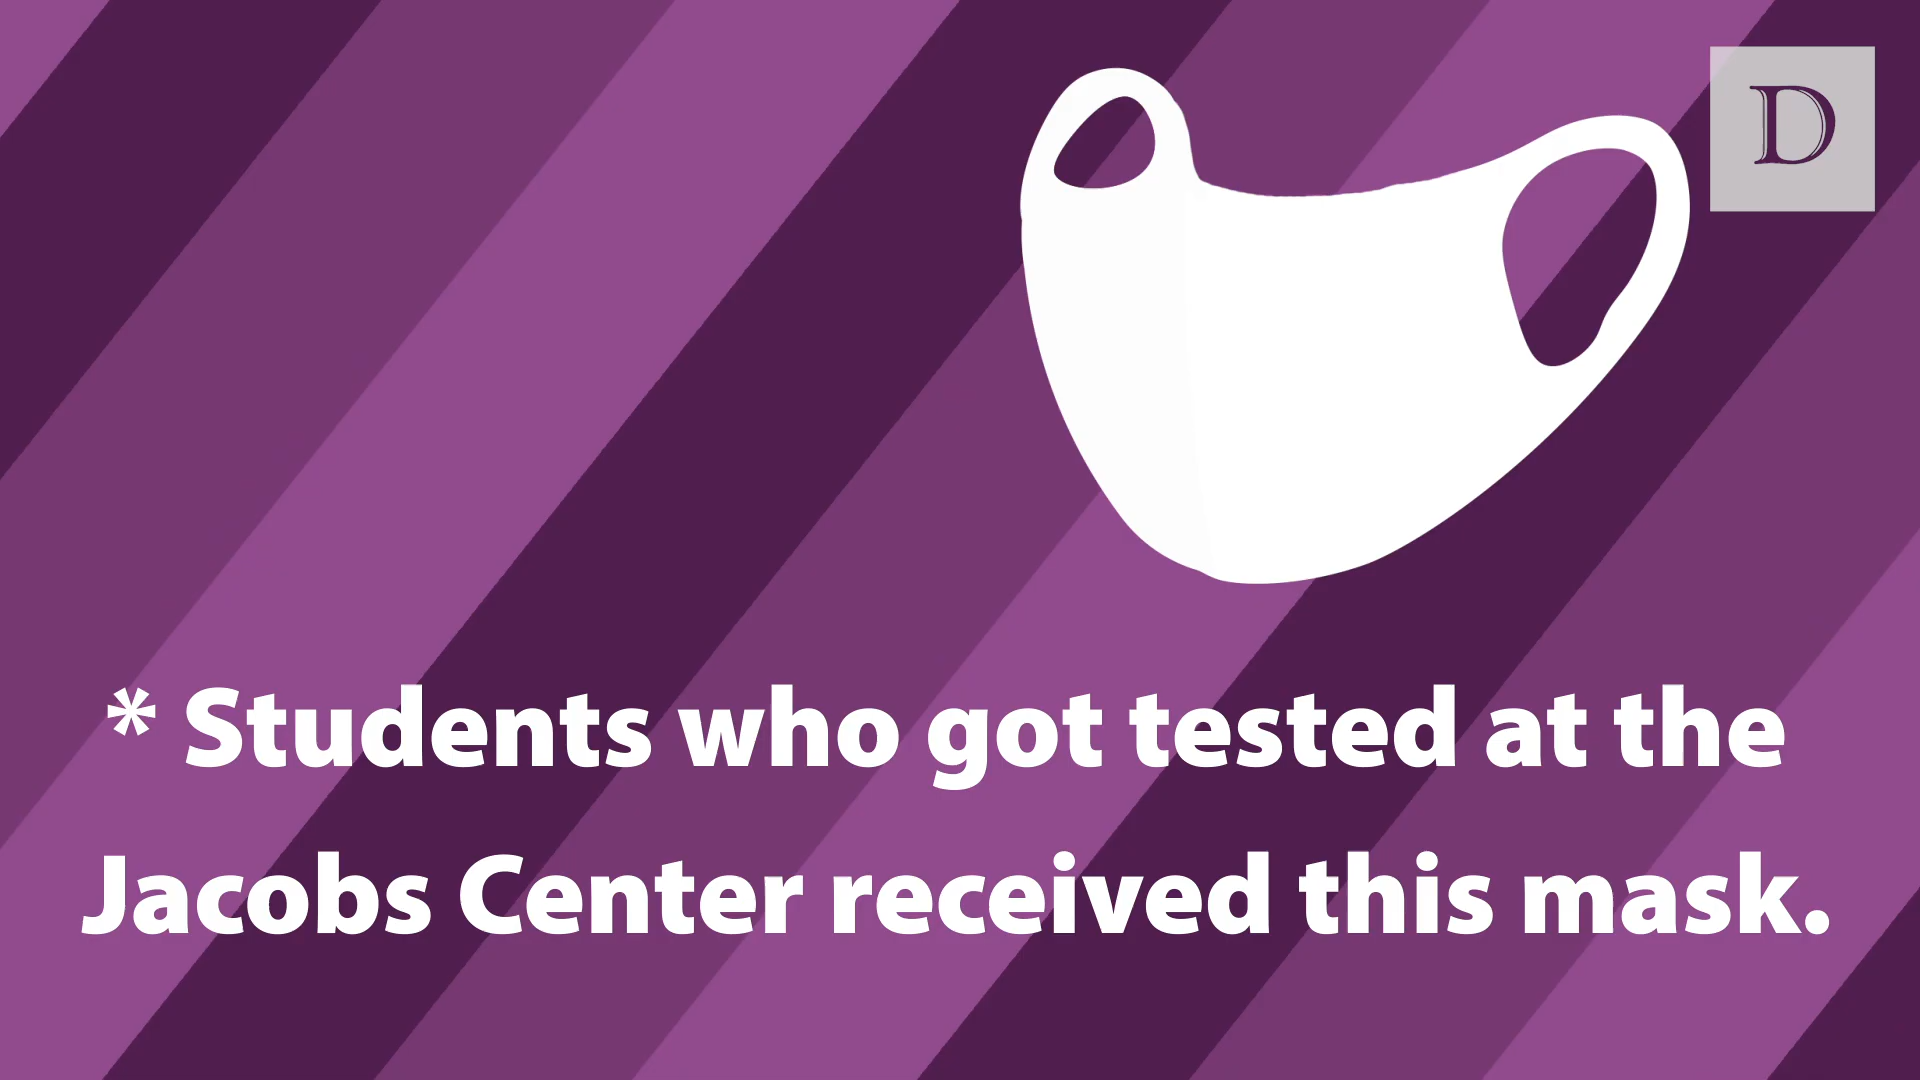 D
* Students who got tested at the
Jacobs Center received this mask.